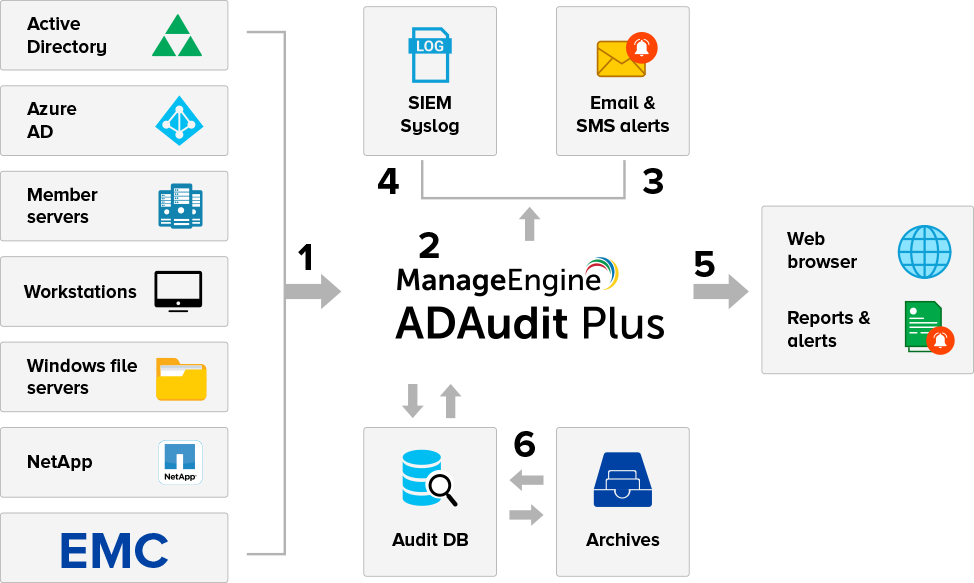 Active
Directory
Azure
AD
Member
servers
Workstations
Windows file
servers
NetApp
NetApp
EMC
1
LOG
SIEM
Syslog
Email &
SMS alerts
4
3
2
ManageEngine
ADAudit Plus
5
Web
browser
Reports &
alerts
Audit DB
6
Archives